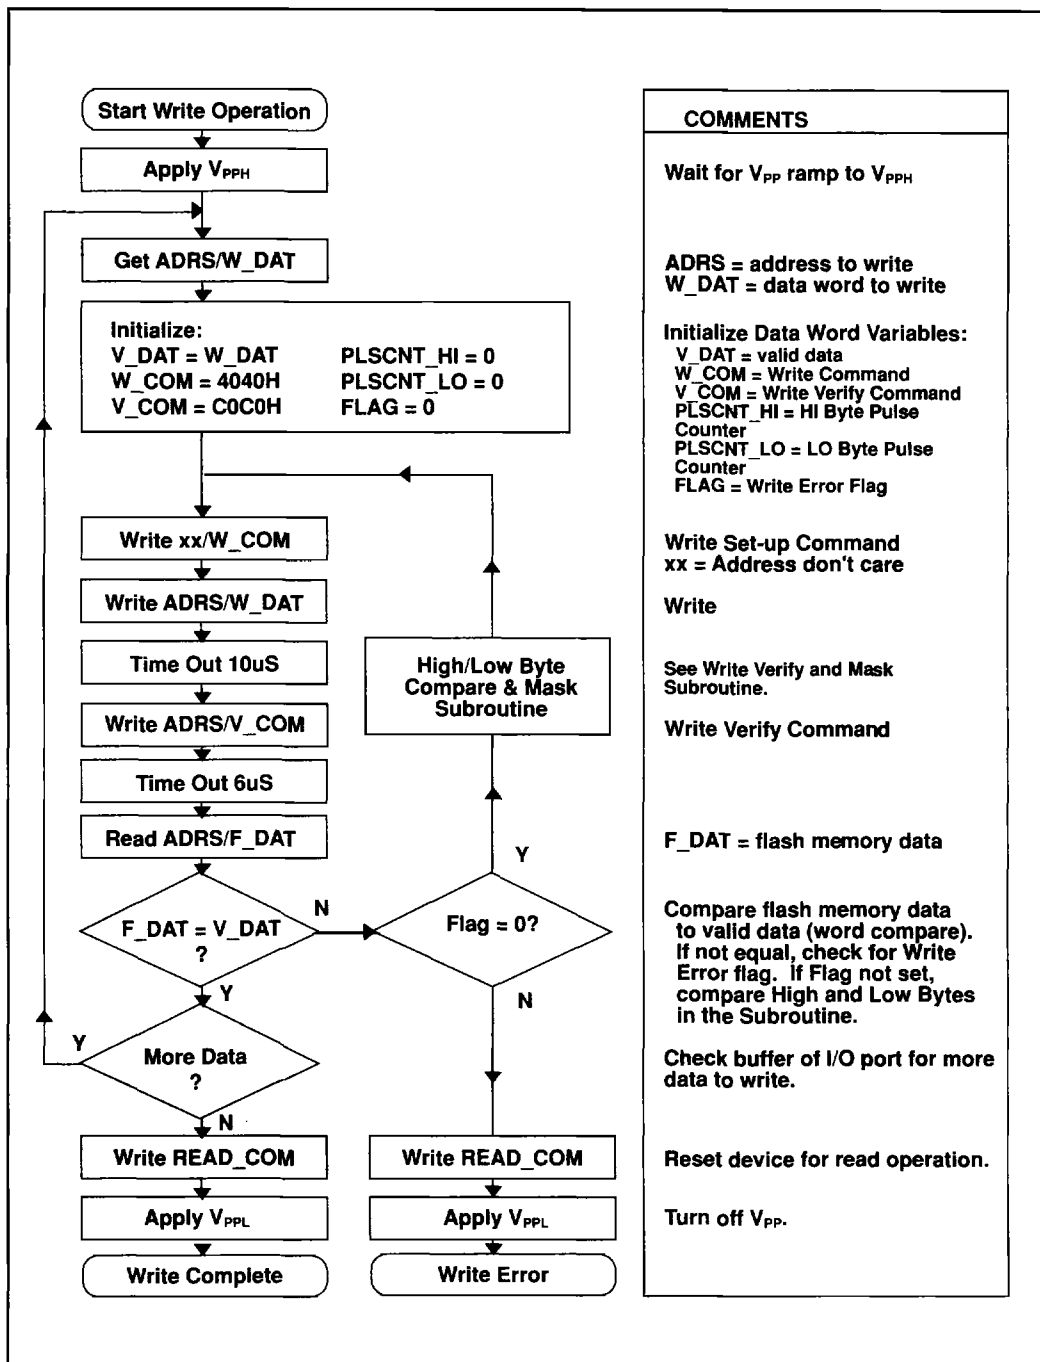 Start Write Operation
Apply VPPH
Get ADRS/W_DAT
Initialize:
V_DAT = W_DAT PLSCNT_HI = 0
W_COM = 4040H PLSCNT_LO = 0
V_COM = C0C0H FLAG = 0
Write xx/W_COM
Write ADRS/W_DAT
Time Out 10uS
Write ADRS/V_COM
Time Out 6uS
Read ADRS/F_DAT
F_DAT = V_DAT
?
N
Y
More Data
?
Y
N
Write READ_COM
Apply VPPL
Write Complete
High/Low Byte
Compare & Mask
Subroutine
Y
Flag = 0?
N
Write READ_COM
Apply VPPL
Write Error
COMMENTS
Wait for VPP ramp to VPPH
ADRS = address to write
W_DAT = data word to write
Initialize Data Word Variables:
V_DAT = valid data
W_COM = Write Command
V_COM = Write Verify Command
PLSCNT_HI = HI Byte Pulse
Counter
PLSCNT_LO = LO Byte Pulse
Counter
FLAG = Write Error Flag
Write Set-up Command
xx = Address don't care
Write
See Write Verify and Mask
Subroutine.
Write Verify Command
F_DAT = flash memory data
Compare flash memory data
to valid data (word compare).
If not equal, check for Write
Error flag. If Flag not set,
compare High and Low Bytes
in the Subroutine.
Check buffer of I/O port for more
data to write.
Reset device for read operation.
Turn off VPP.